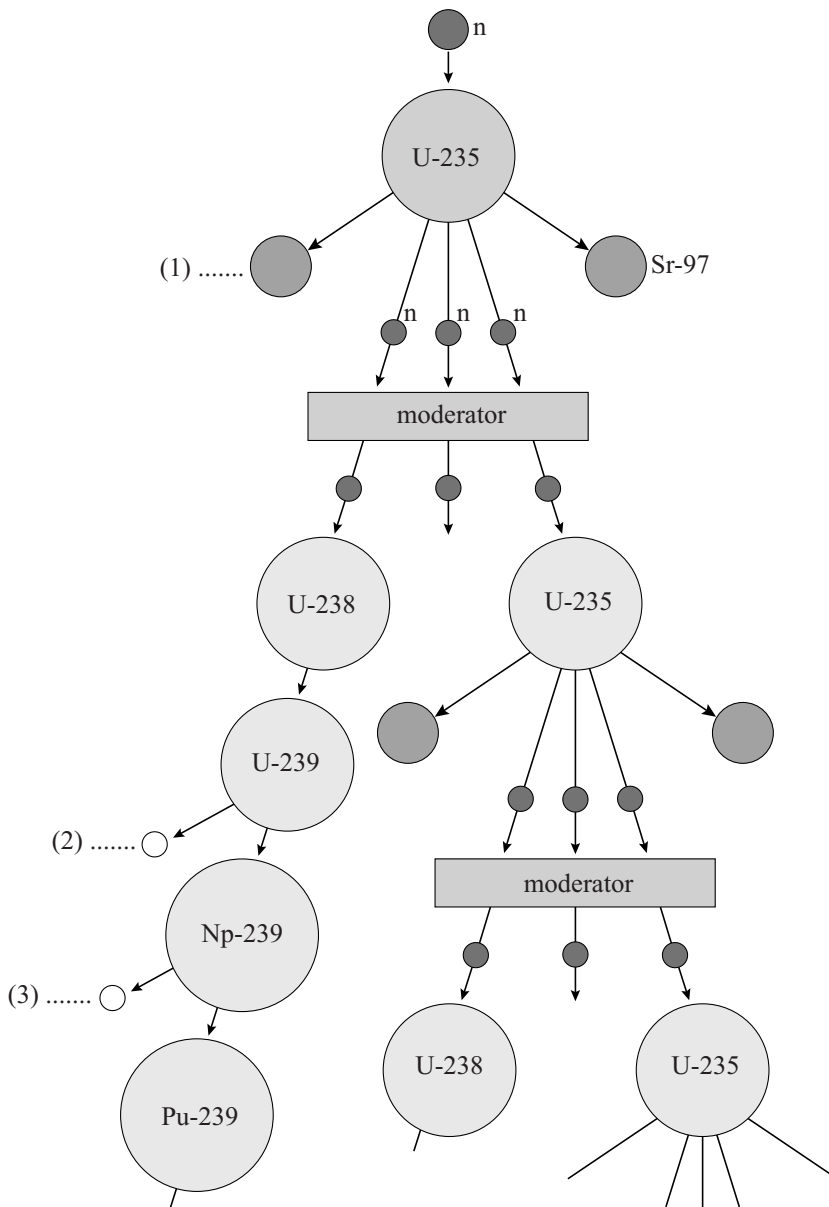 n
U-235
(1) .......
Sr-97
n
n
n
moderator
U-238
U-235
U-239
(2) .......
moderator
Np-239
(3) .......
U-238
U-235
Pu-239